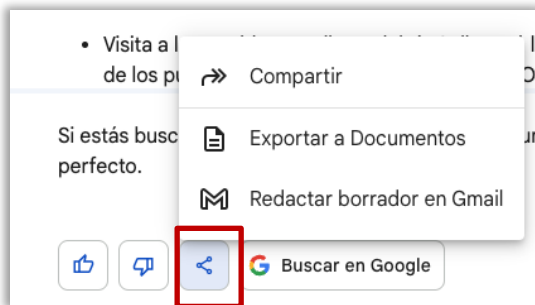 • Visita a l
de los pu
Compartir
Si estás busc
perfecto.
Exportar a Documentos
Redactar borrador en Gmail
Buscar en Google